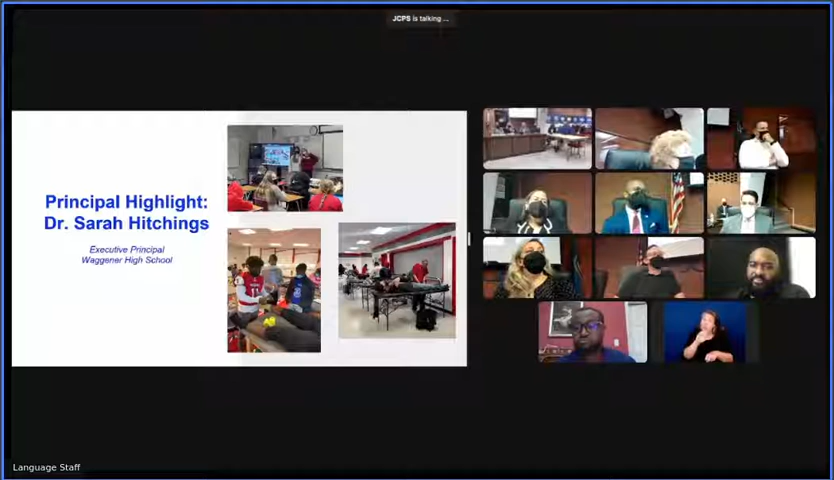 JCPS is talking ...
Principal Highlight:
Dr. Sarah Hitchings
Executive Principal
Waggener High School
Language Staff